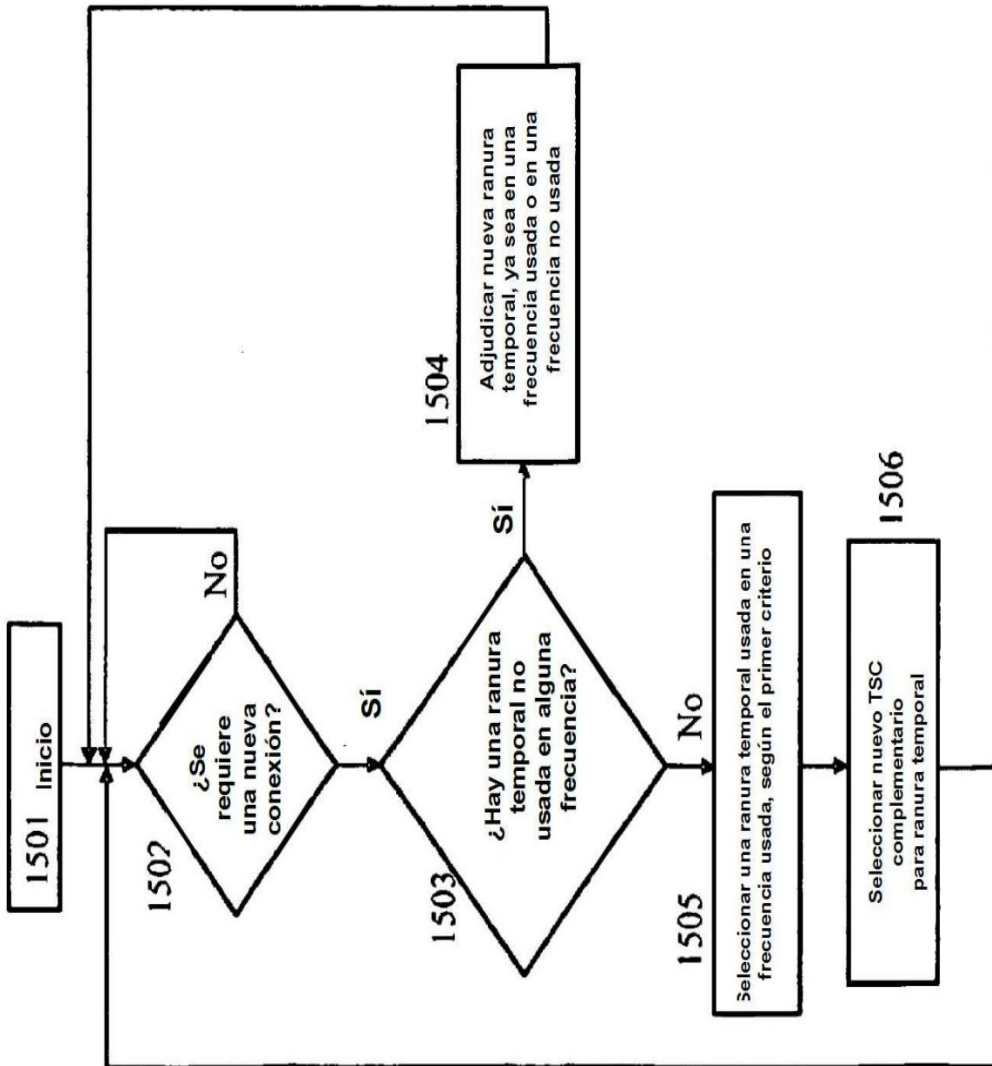 1501 Inicio
1502
¿Se
requiere
una nueva
conexión?
No
Sí
1503
¿Hay una ranura
temporal no
usada en alguna
frecuencia?
Sí
1504
Adjudicar nueva ranura
temporal, ya sea en una
frecuencia usada o en una
frecuencia no usada
No
1505
Seleccionar una ranura temporal usada en una
frecuencia usada, según el primer criterio
1506
Seleccionar nuevo TSC
complementario
para ranura temporal